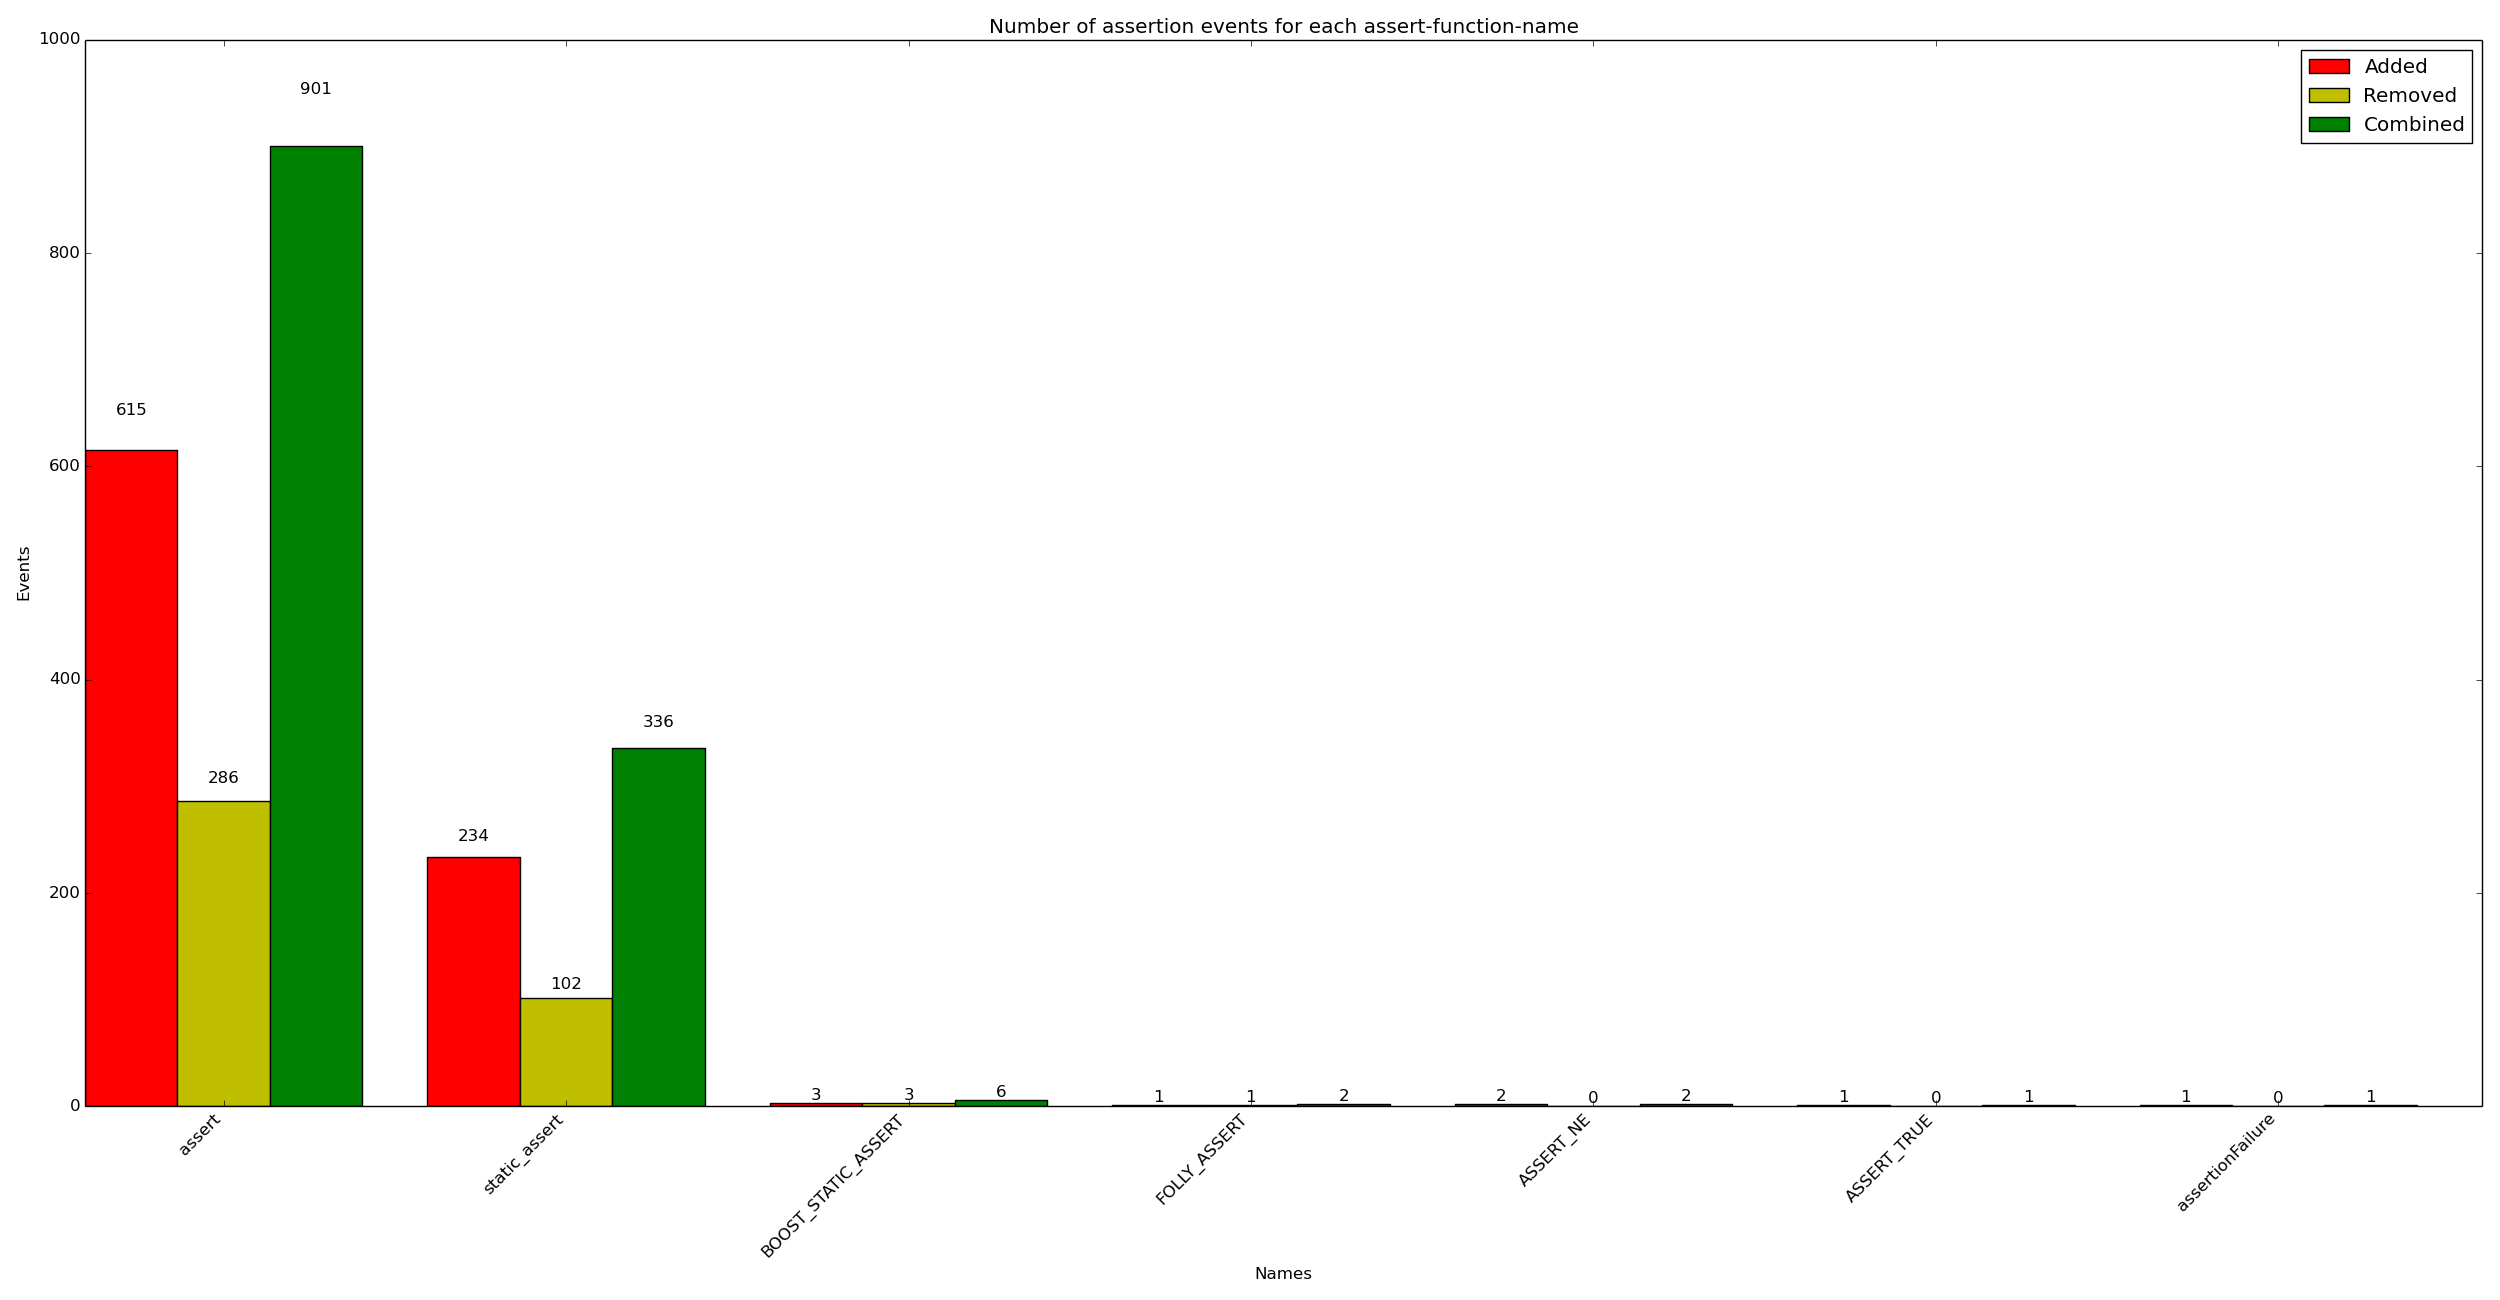 Number of assertion events for each assert-function-name
1000
800
600
400
200
0
Events
Added
Removed
Combined
615
286
901
234
102
336
3
3
6
1
1
2
2
0
2
1
0
1
1
0
1
assert
static_assert
BOOST_STATIC_ASSERT
FOLLY_ASSERT
ASSERT_NE
ASSERT_TRUE
assertionFailure
Names